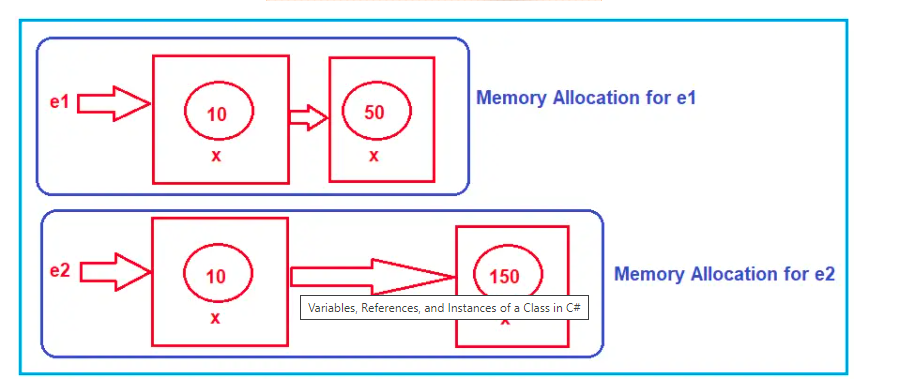 e1
10
x
50
x
Memory Allocation for e1
e2
10
x
150
Memory Allocation for e2
Variables, References, and Instances of a Class in C#
x